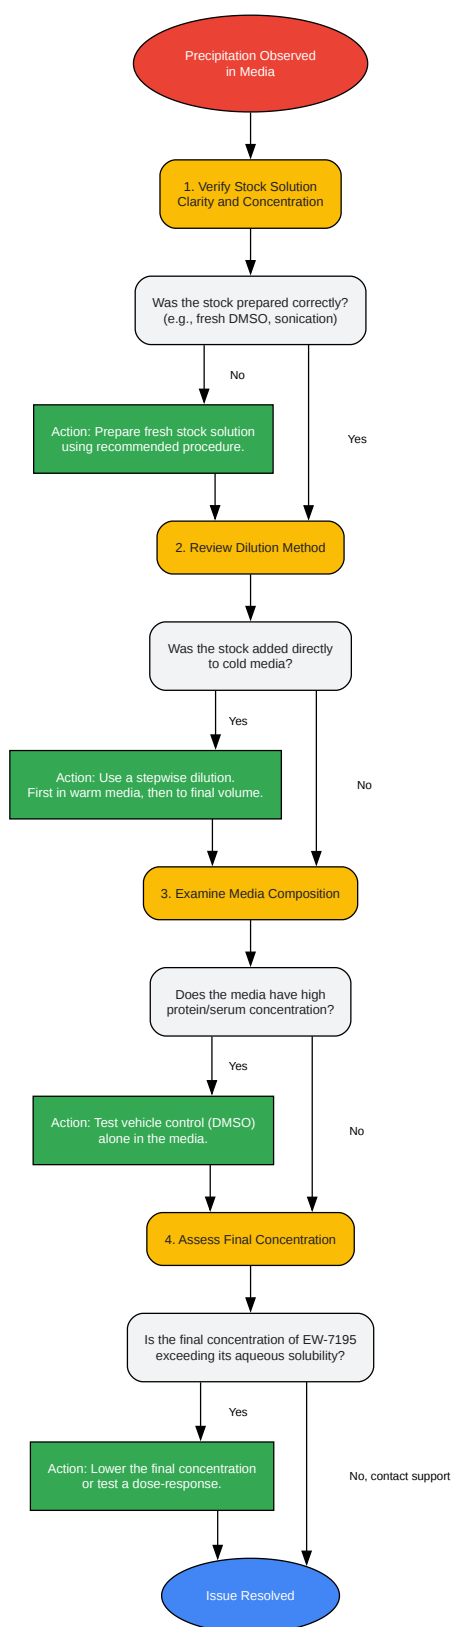 Precipitation Observed
in Media
1. Verify Stock Solution
Clarity and Concentration
Was the stock prepared correctly?
(e.g., fresh DMSO, sonication)
No
Action: Prepare fresh stock solution
using recommended procedure.
Yes
2. Review Dilution Method
Was the stock added directly
to cold media?
Yes
Action: Use a stepwise dilution.
First in warm media, then to final volume.
No
3. Examine Media Composition
Does the media have high
protein/serum concentration?
Yes
Action: Test vehicle control (DMSO)
alone in the media.
No
4. Assess Final Concentration
Is the final concentration of EW-7195
exceeding its aqueous solubility?
Yes
Action: Lower the final concentration
or test a dose-response.
No, contact support
Issue Resolved